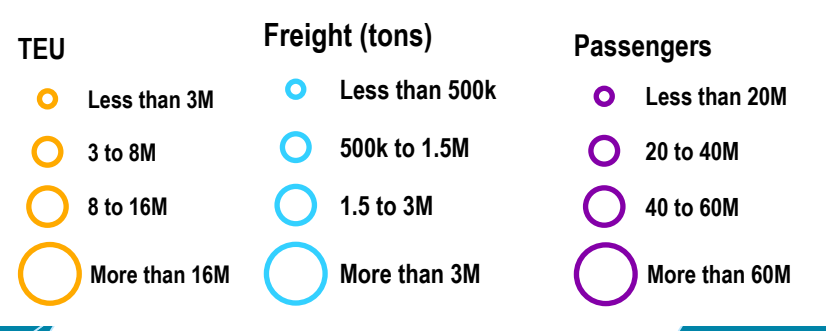 TEU
Less than 3M
3 to 8M
8 to 16M
More than 16M
Freight (tons)
Less than 500k
500k to 1.5M
1.5 to 3M
More than 3M
Passengers
Less than 20M
20 to 40M
40 to 60M
More than 60M